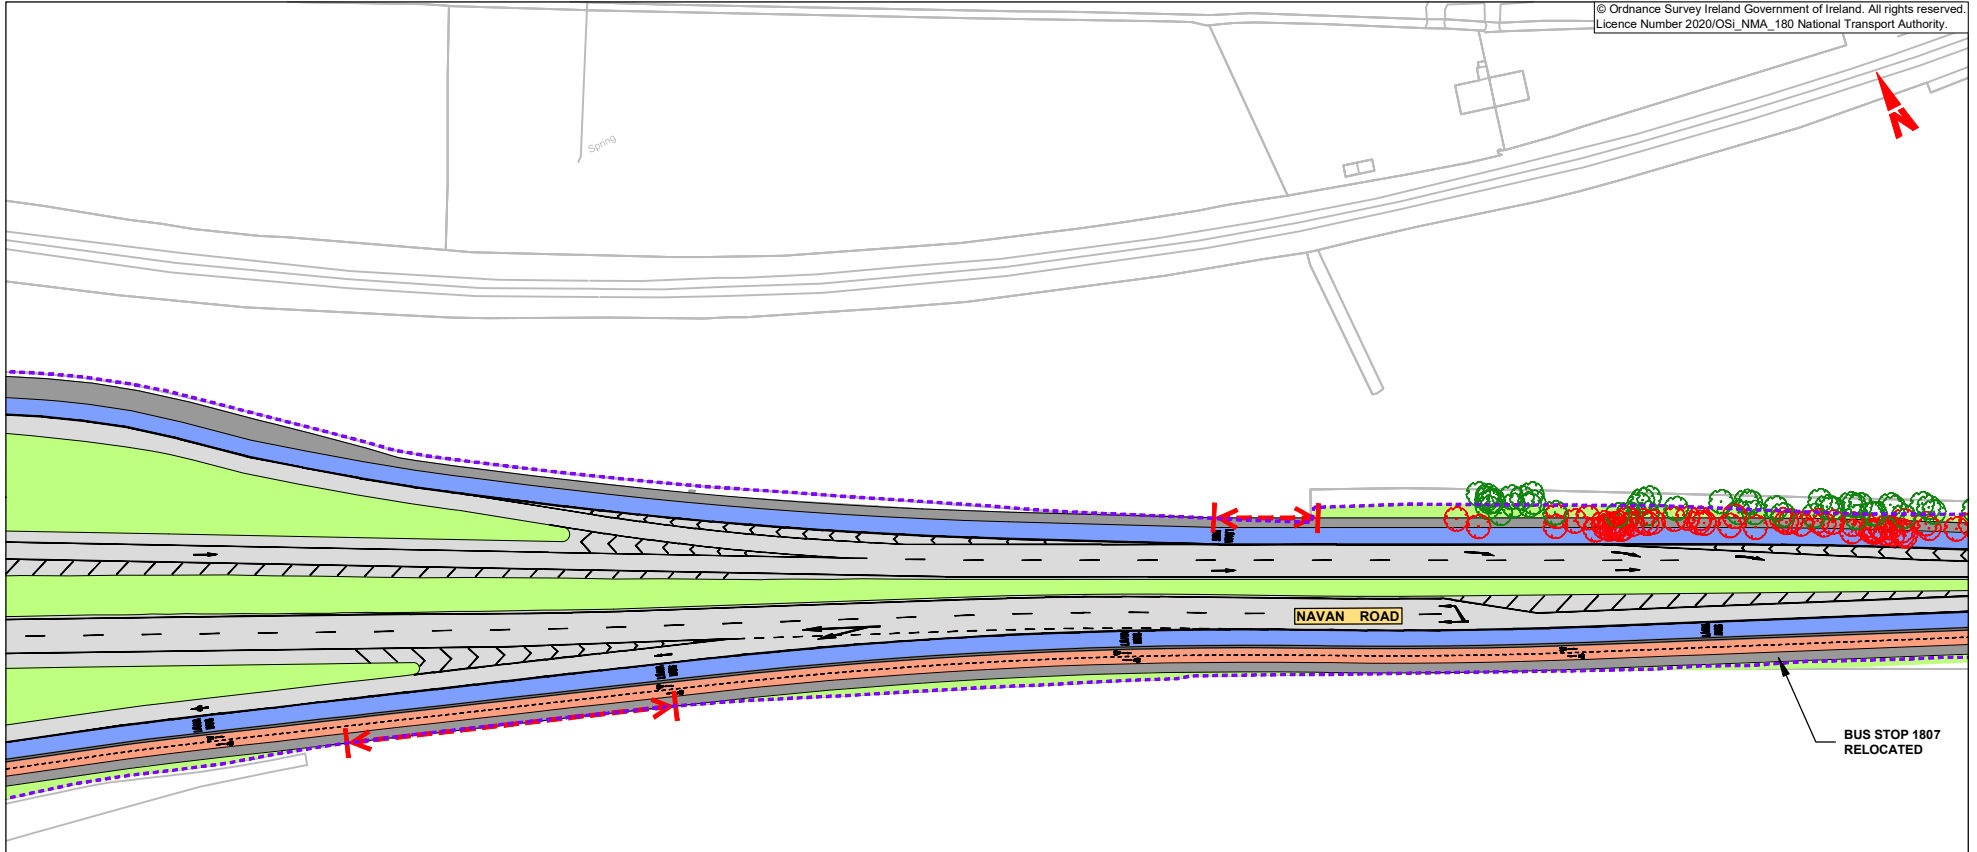 © Ordnance Survey Ireland Government of Ireland. All rights reserved.
Licence Number 2020/OSi_NMA_180 National Transport Authority.
N
Spring
NAVAN ROAD
BUS STOP 1807
RELOCATED